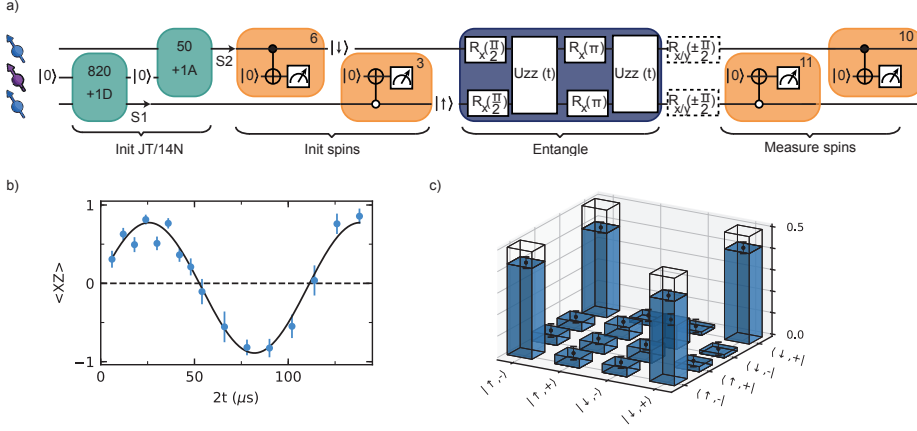 a)
6
50
+1A
S2
|↓⟩
R_x(π/2)
Uzz (t)
R_x(π)
Uzz (t)
R_x/y(±π/2)
10
|0⟩
820
+1D
|0⟩
|0⟩
3
|0⟩
11
|0⟩
|0⟩
S1
|↑⟩
R_x(π/2)
R_x(π)
R_x/y(±π/2)
Init JT/14N
Init spins
Entangle
Measure spins
b)
1
0
−1
<XZ>
0
50
100
2t (μs)
c)
0.5
0.0
|↑,-⟩
|↑,+⟩
|↓,-⟩
|↓,+⟩
⟨↑,-|
⟨↑,+|
⟨↓,-|
⟨↓,+|